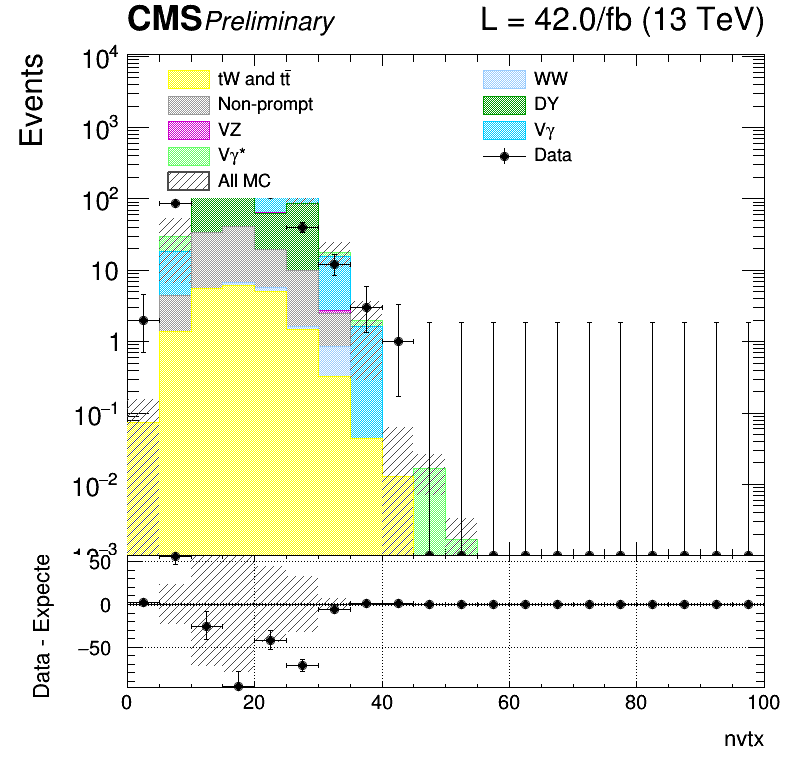 CMS Preliminary L = 42.0/fb (13 TeV)
Events
10⁴
10³
10²
10
1
10⁻¹
10⁻²
tW and tt̄
Non-prompt
VZ
Vγ*
All MC
WW
DY
Vγ
Data
Data - Expecte
50
0
−50
0 20 40 60 80 100
nvtx